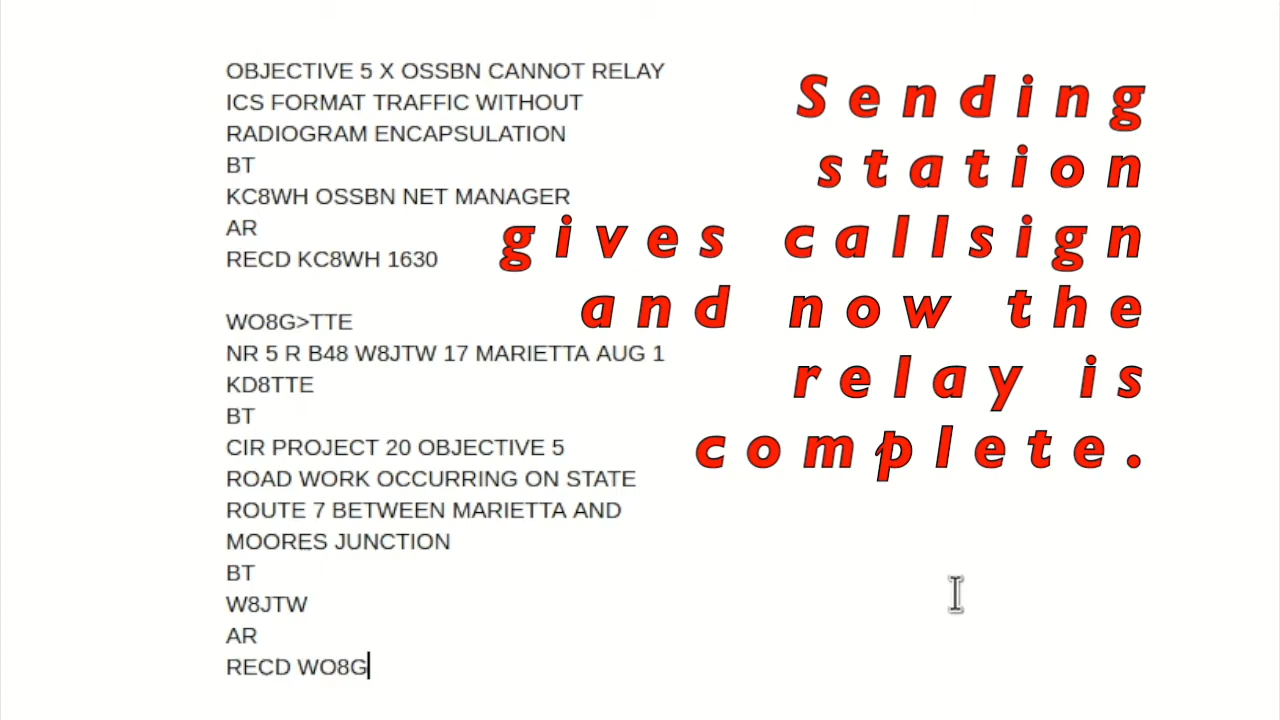 OBJECTIVE 5 X OSSBN CANNOT RELAY
ICS FORMAT TRAFFIC WITHOUT
RADIOGRAM ENCAPSULATION
BT
KC8WH OSSBN NET MANAGER
AR
RECD KC8WH 1630
WO8G>TTE
NR 5 R B48 W8JTW 17 MARIETTA AUG 1
KD8TTE
BT
CIR PROJECT 20 OBJECTIVE 5
ROAD WORK OCCURRING ON STATE
ROUTE 7 BETWEEN MARIETTA AND
MOORES JUNCTION
BT
W8JTW
AR
RECD WO8G
Sending
station
gives callsign
and now the
relay is
complete.